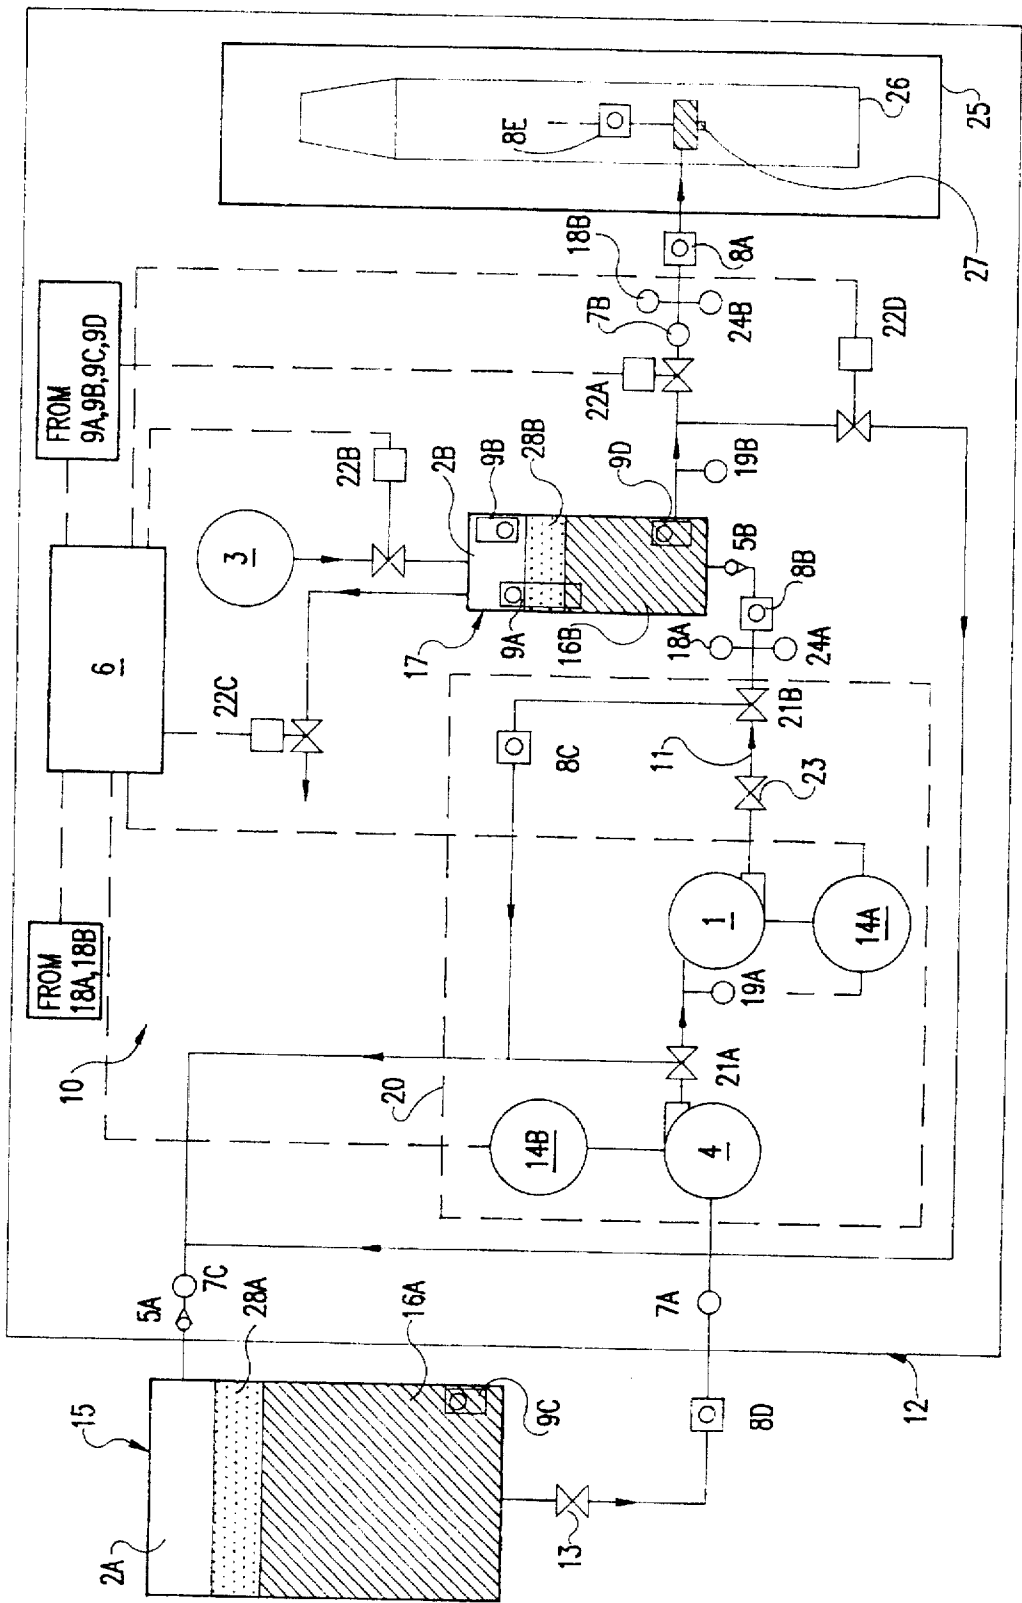 FROM
18A,18B
6
FROM
9A,9B,9C,9D
10
22C
3
22B
15
2A
5A
7C
28A
16A
9C
13
8D
12
7A
20
14B
4
21A
19A
1
14A
8C
11
23
21B
17
2B
9B
28B
9A
16B
9D
5B
8B
18A
24A
19B
22A
7B
18B
24B
8A
22D
8E
26
25
27